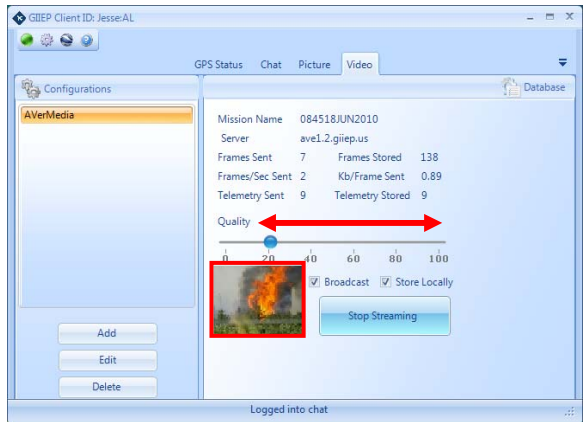 GIIEP Client ID: Jesse:AL
GPS Status Chat Picture Video
Configurations
Database
AVerMedia
Mission Name 084518JUN2010
Server ave1.2.giiep.us
Frames Sent 7 Frames Stored 138
Frames/Sec Sent 2 Kb/Frame Sent 0.89
Telemetry Sent 9 Telemetry Stored 9
Quality
0 20 40 60 80 100
Broadcast Store Locally
Stop Streaming
Add
Edit
Delete
Logged into chat